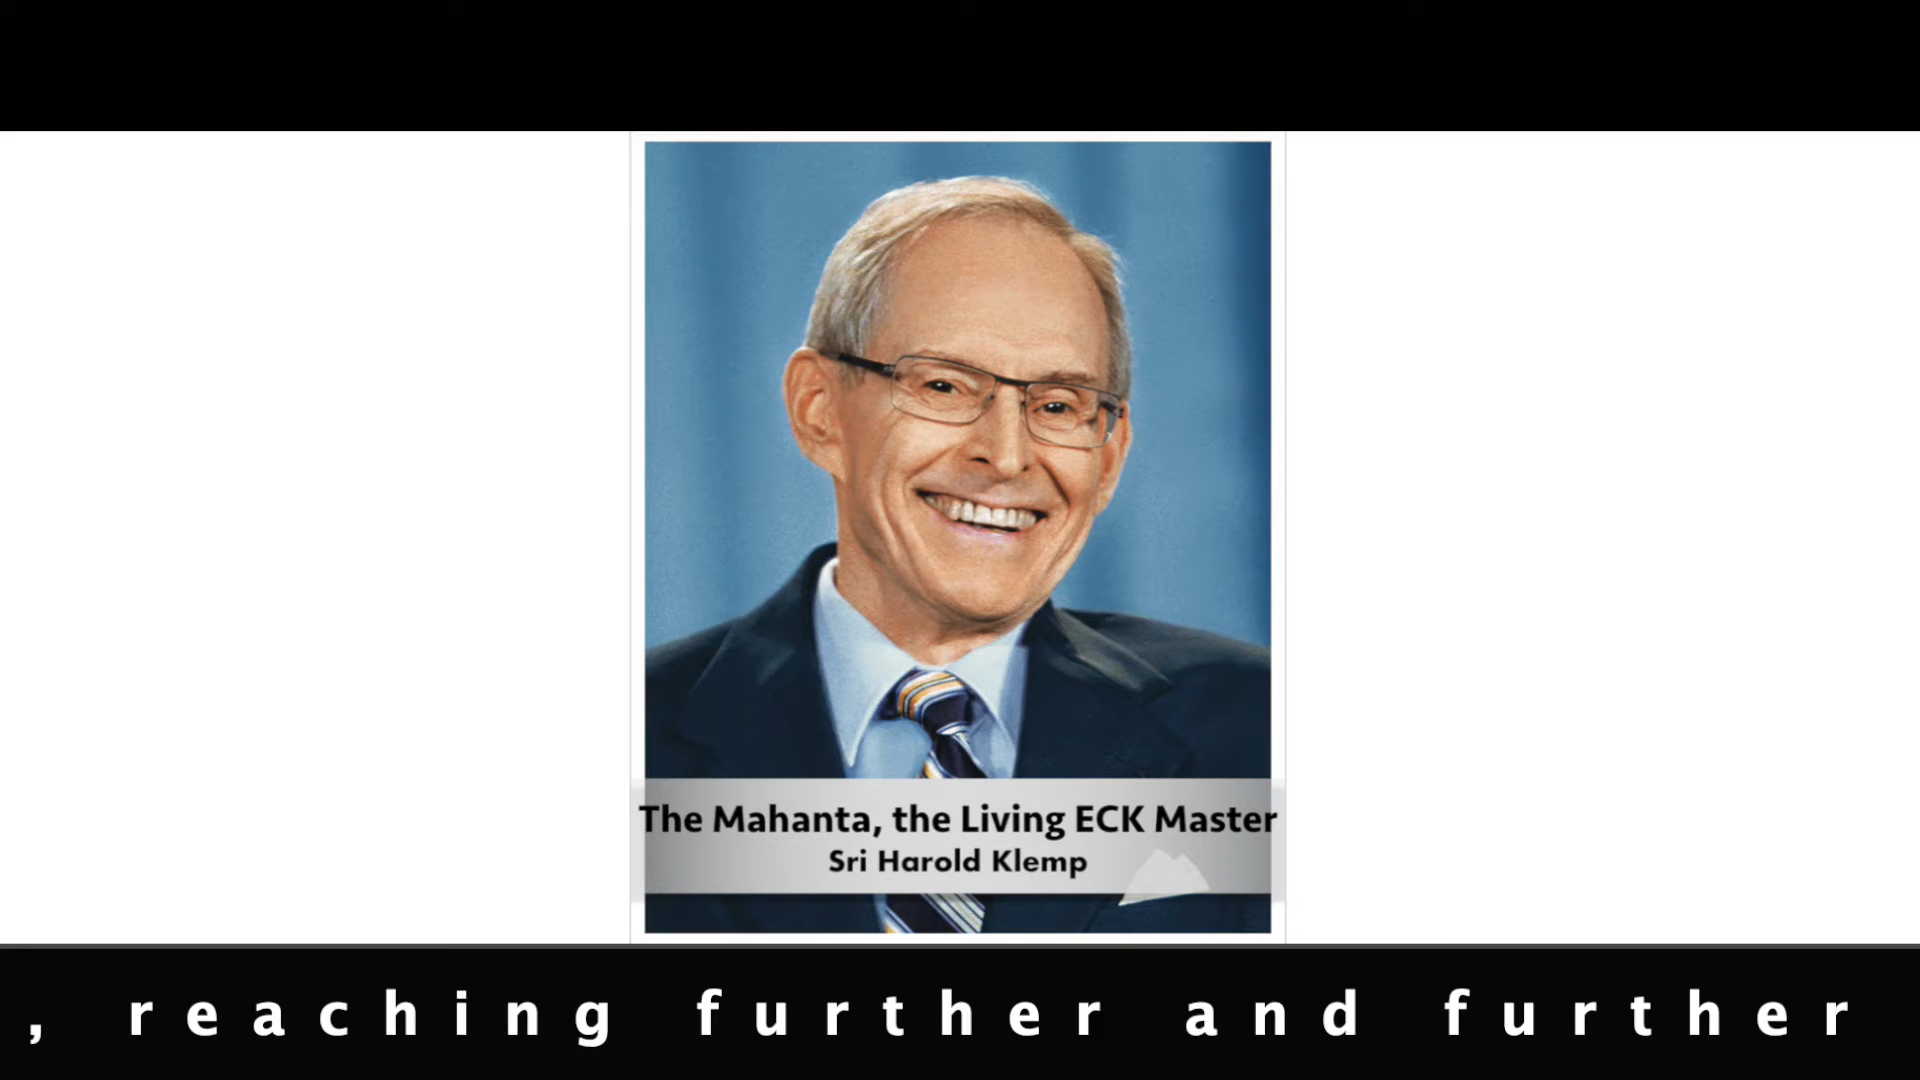 The Mahanta, the Living ECK Master
Sri Harold Klemp
, reaching further and further